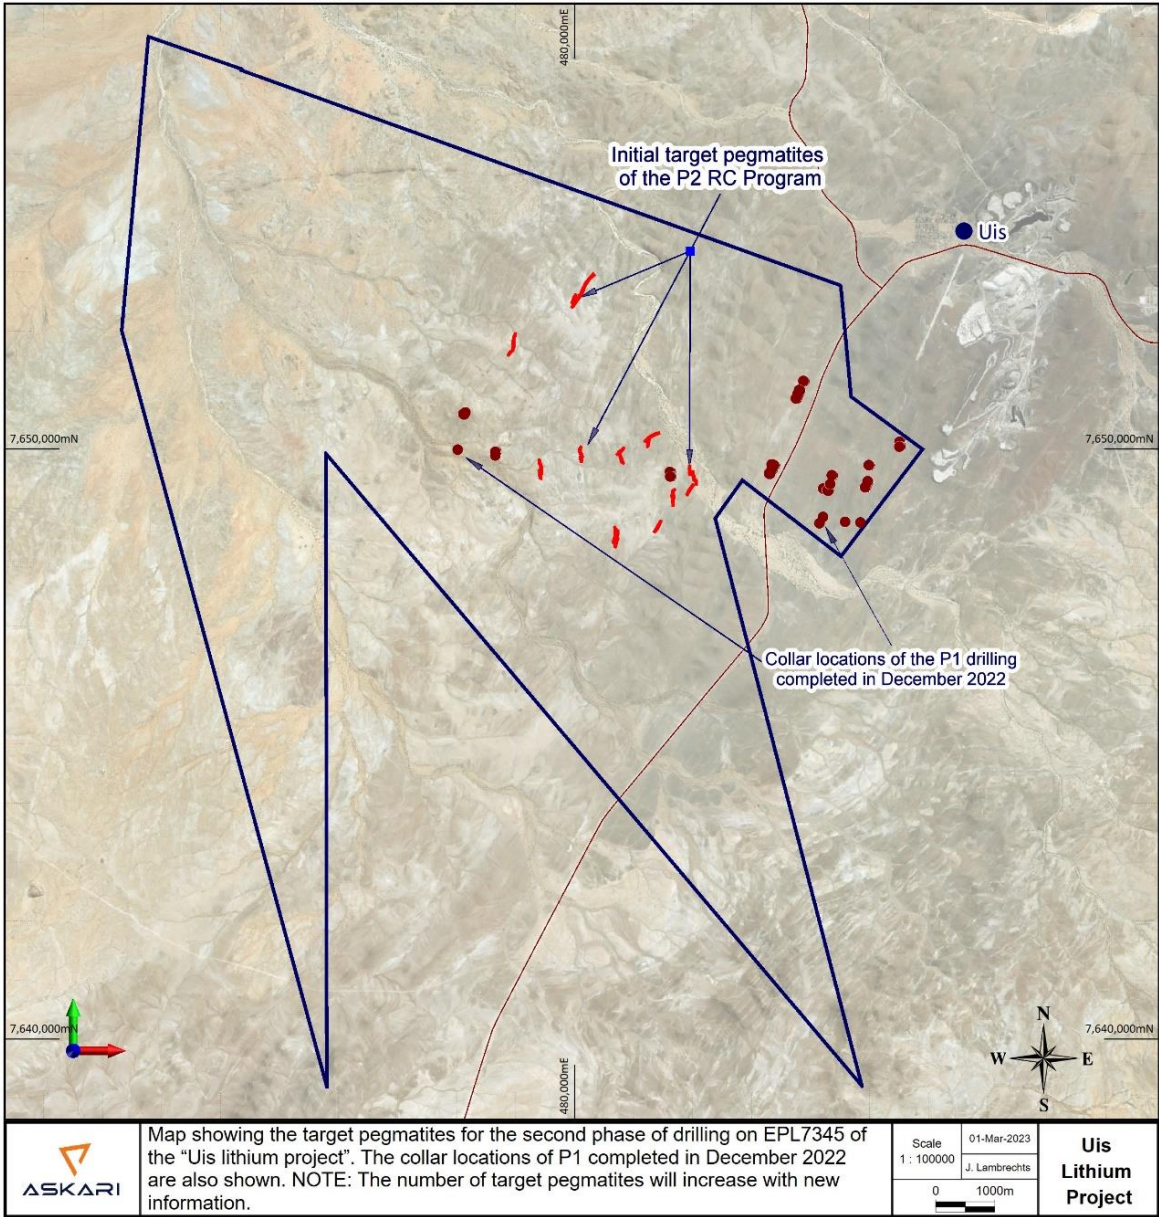 480,000mE
Initial target pegmatites
of the P2 RC Program
Uis
7,650,000mN
7,650,000mN
Collar locations of the P1 drilling
completed in December 2022
7,640,000mN
7,640,000mN
480,000mE
N
W
E
S
ASKARI
Map showing the target pegmatites for the second phase of drilling on EPL7345 of
the “Uis lithium project”. The collar locations of P1 completed in December 2022
are also shown. NOTE: The number of target pegmatites will increase with new
information.
Scale
1 : 100000
01-Mar-2023
J. Lambrechts
0 1000m
Uis
Lithium
Project